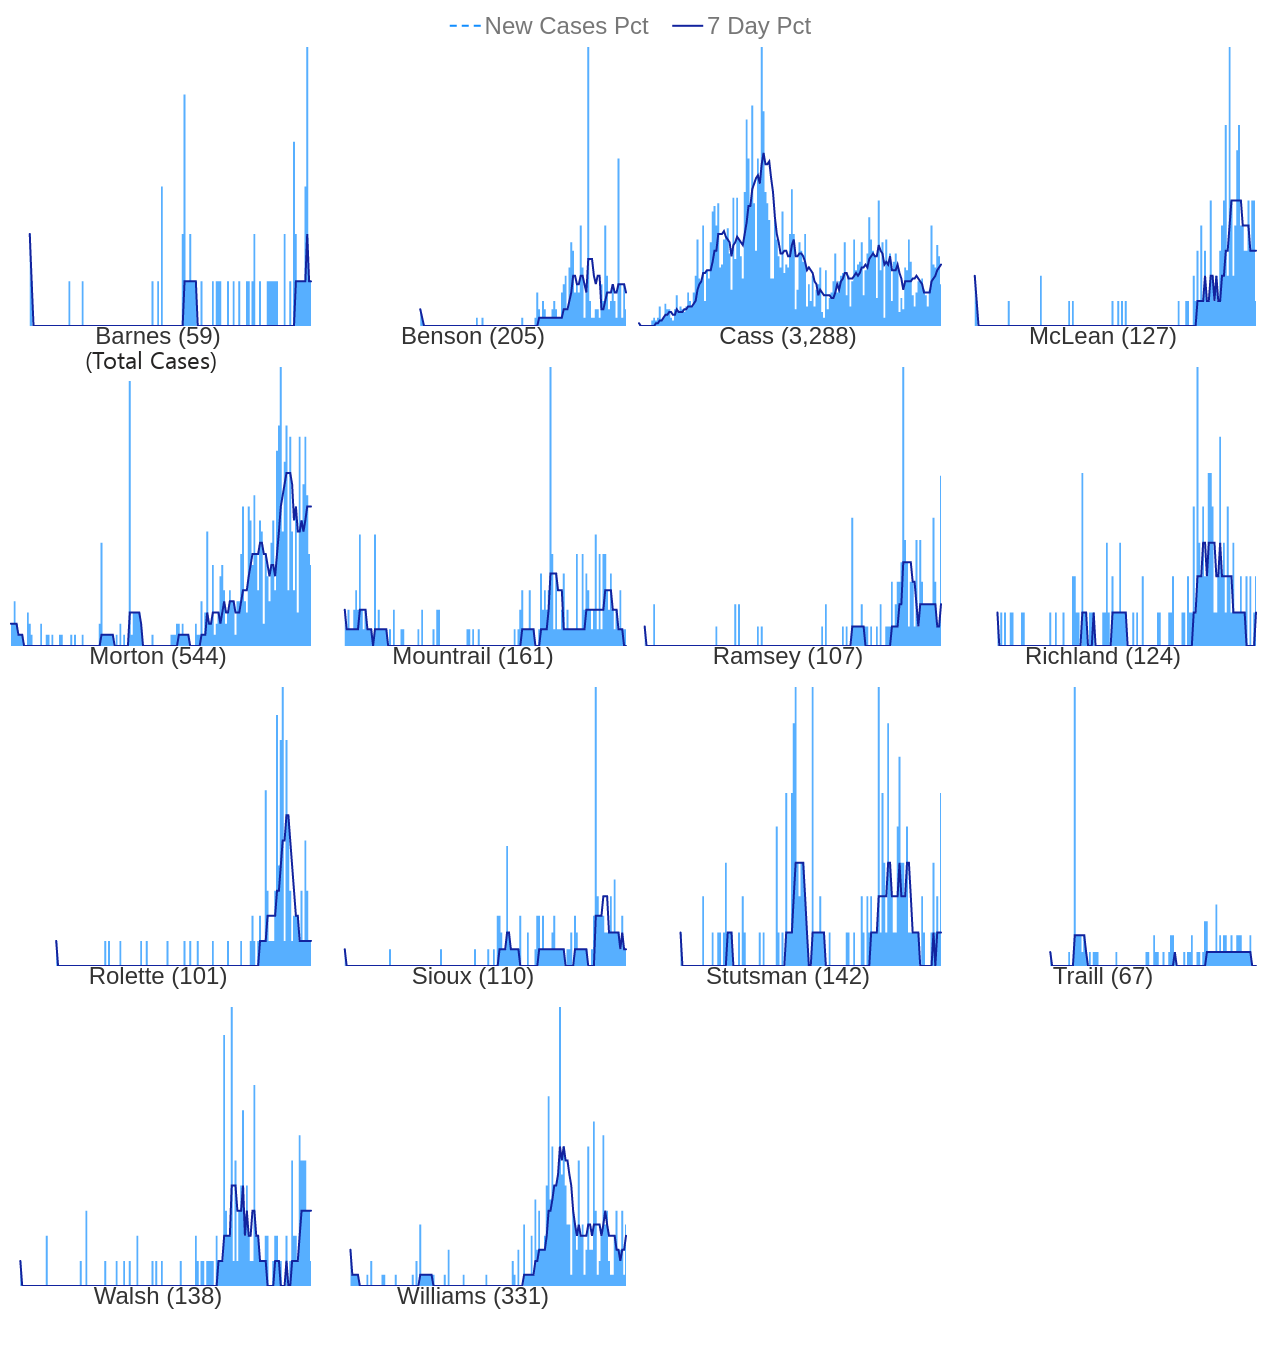 New Cases Pct 7 Day Pct
Barnes (59) Benson (205) Cass (3,288) McLean (127)
(Total Cases)
Morton (544) Mountrail (161) Ramsey (107) Richland (124)
Rolette (101) Sioux (110) Stutsman (142) Traill (67)
Walsh (138) Williams (331)